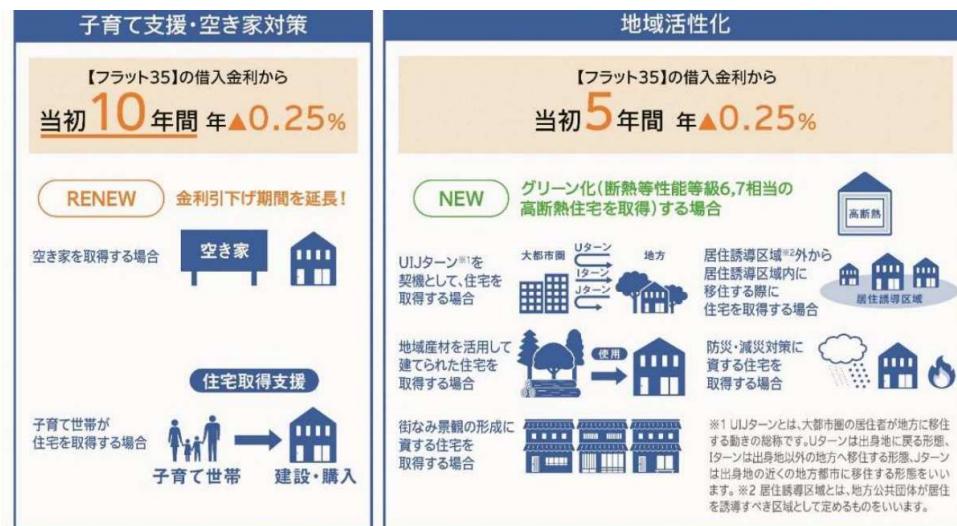 子育て支援・空き家対策
【フラット35】の借入金利から
当初10年間 年▲0.25%
RENEW 金利引下げ期間を延長!
空き家を取得する場合
空き家
住宅取得支援
子育て世帯が
住宅を取得する場合
子育て世帯
建設・購入
地域活性化
【フラット35】の借入金利から
当初5年間 年▲0.25%
NEW
グリーン化(断熱等性能等級6,7相当の
高断熱住宅を取得)する場合
高断熱
UIJターン※1を
契機として、住宅を
取得する場合
大都市圏
Uターン
Iターン
Jターン
地方
居住誘導区域※2外から
居住誘導区域内に
移住する際に
住宅を取得する場合
居住誘導区域
地域産材を活用して
建てられた住宅を
取得する場合
使用
防災・減災対策に
資する住宅を
取得する場合
街なみ景観の形成に
資する住宅を
取得する場合
※1 UIJターンとは、大都市圏の居住者が地方に移住
する動きの総称です。Uターンは出身地に戻る形態、
Iターンは出身地以外の地方へ移住する形態、Jターン
は出身地の近くの地方都市に移住する形態をいい
ます。※2 居住誘導区域とは、地方公共団体が居住
を誘導すべき区域として定めるものをいいます。